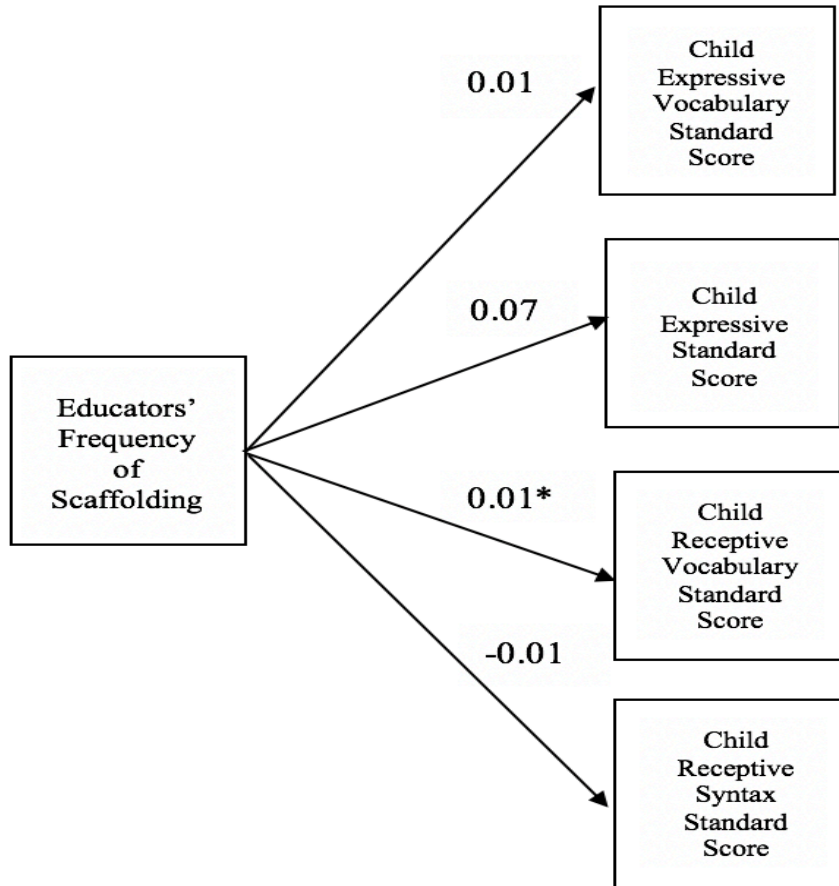 Child
Expressive
Vocabulary
Standard
Score
0.01
Child
Expressive
Standard
Score
0.07
Educators’
Frequency
of
Scaffolding
0.01*
Child
Receptive
Vocabulary
Standard
Score
-0.01
Child
Receptive
Syntax
Standard
Score